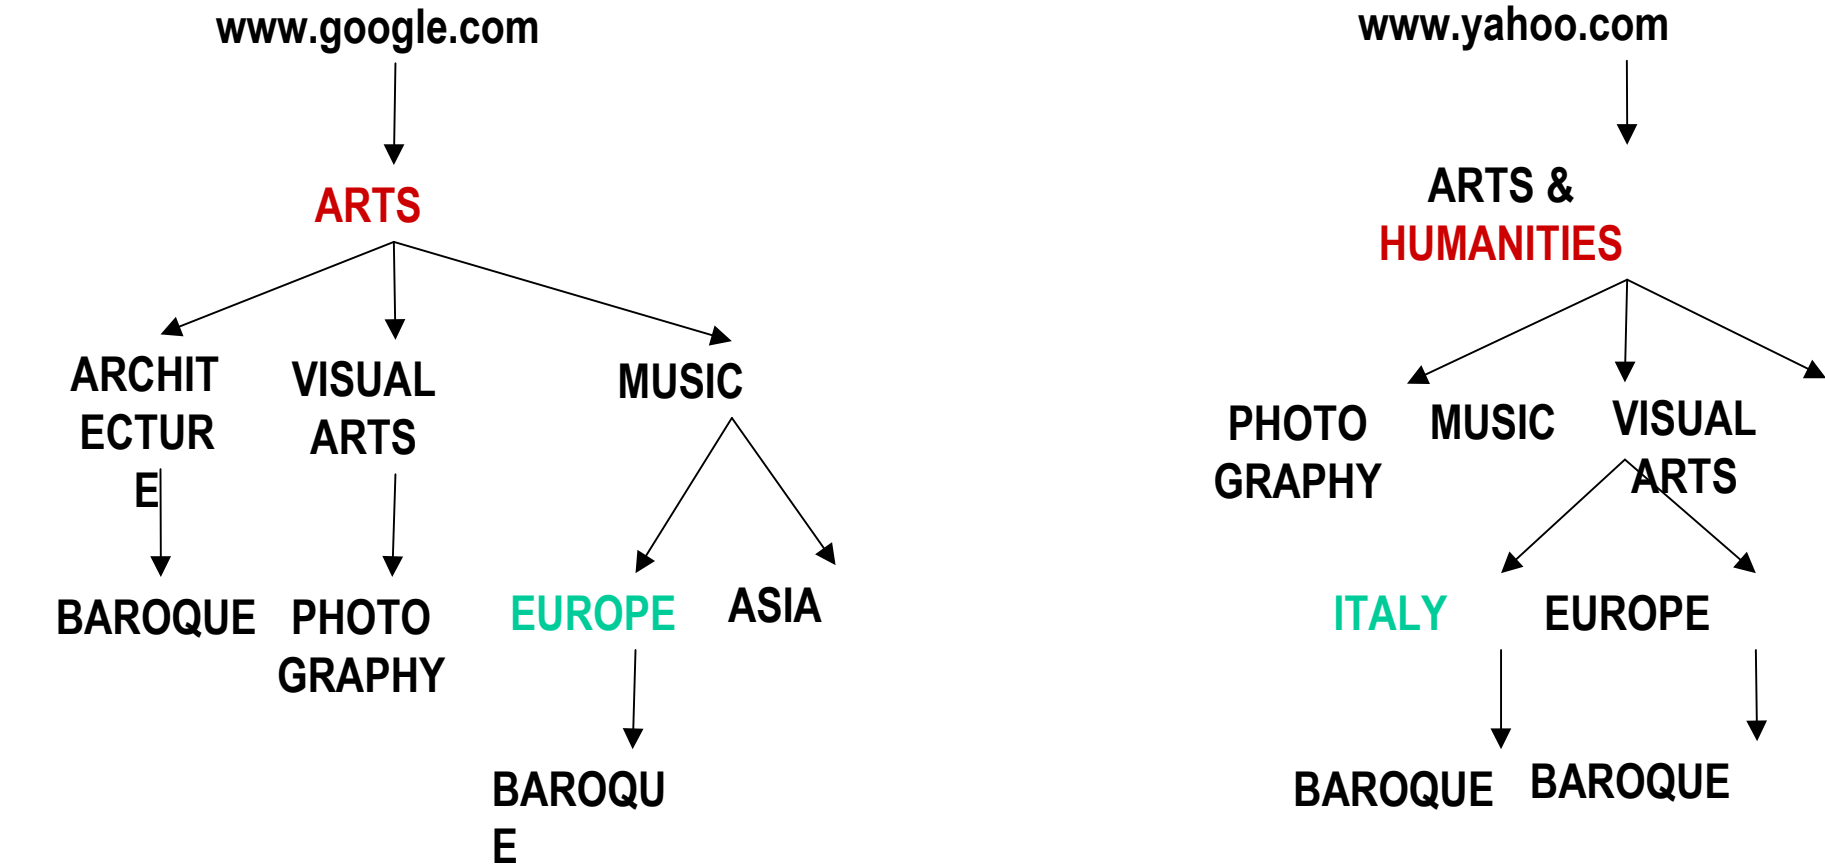 www.google.com
ARTS
ARCHIT
ECTUR
E
VISUAL
ARTS
MUSIC
BAROQUE
PHOTO
GRAPHY
EUROPE
ASIA
BAROQU
E
www.yahoo.com
ARTS &
HUMANITIES
PHOTO
GRAPHY
MUSIC
VISUAL
ARTS
ITALY
EUROPE
BAROQUE
BAROQUE